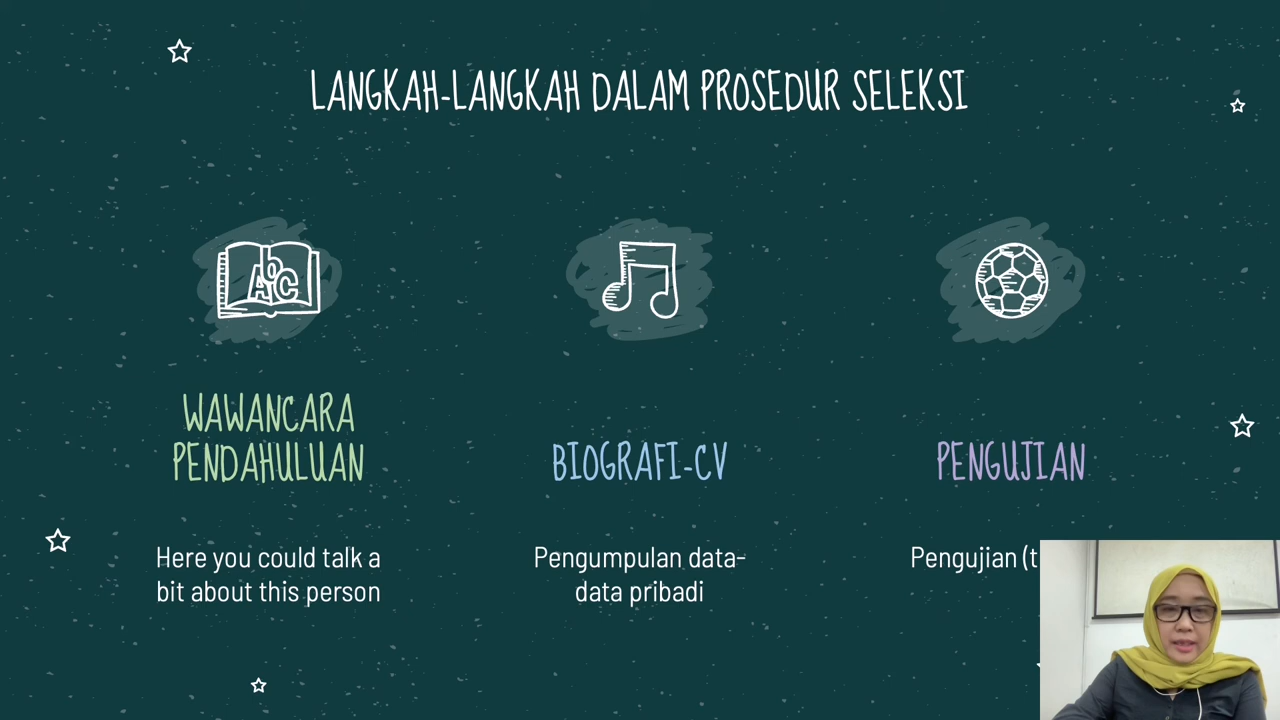 LANGKAH-LANGKAH DALAM PROSEDUR SELEKSI
ABC
WAWANCARA
PENDAHULUAN
BIOGRAFI-CV
PENGUJIAN
Here you could talk a
bit about this person
Pengumpulan data-
data pribadi
Pengujian